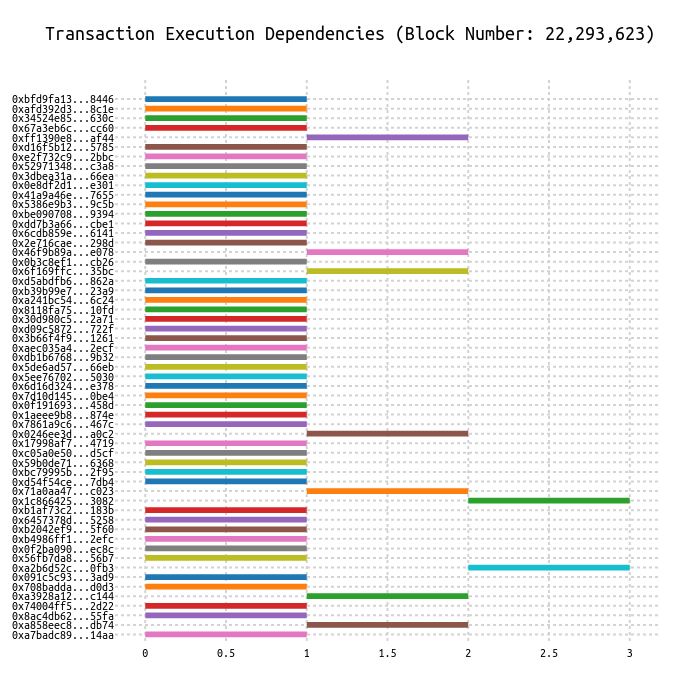 Transaction Execution Dependencies (Block Number: 22,293,623)
0xbfd9fa13...8446
0xafd392d3...8c1e
0x34524e85...630c
0x67a3eb6c...cc60
0xff1390e8...af44
0xd16f5b12...5785
0xe2f732c9...2bbc
0x52971348...c3a8
0x3dbea31a...66ea
0x0e8df2d1...e301
0x41a9a46e...7655
0x5386e9b3...9c5b
0xbe090708...9394
0xdd7b3a66...cbe1
0x6cdb859e...6141
0x2e716cae...298d
0x46f9b89a...e078
0x0b3c8ef1...cb26
0x6f169ffc...35bc
0xd5abdfb6...862a
0xb39b99e7...23a9
0xa241bc54...6c24
0x8118fa75...10fd
0x30d980c5...2a71
0xd09c5872...722f
0x3b66f4f9...1261
0xaec035a4...2ecf
0xdb1b6768...9b32
0x5de6ad57...66eb
0x5ee76702...5030
0x6d16d324...e378
0x7d10d145...0be4
0x0f191693...458d
0x1aeee9b8...874e
0x7861a9c6...467c
0x0246ee3d...a0c2
0x17998af7...4719
0xc05a0e50...d5cf
0x59b0de71...6368
0xbc79995b...2f95
0xd54f54ce...7db4
0x71a0aa47...c023
0x1c866425...3082
0xb1af73c2...183b
0x6457378d...5258
0xb2042ef9...5f60
0xb4986ff1...2efc
0x0f2ba090...ec8c
0x56fb7da8...56b7
0xa2b6d52c...0fb3
0x091c5c93...3ad9
0x708badda...d0d3
0xa3928a12...c144
0x74004ff5...2d22
0x8ac4db62...55fa
0xa858eec8...db74
0xa7badc89...14aa
0 0.5 1 1.5 2 2.5 3